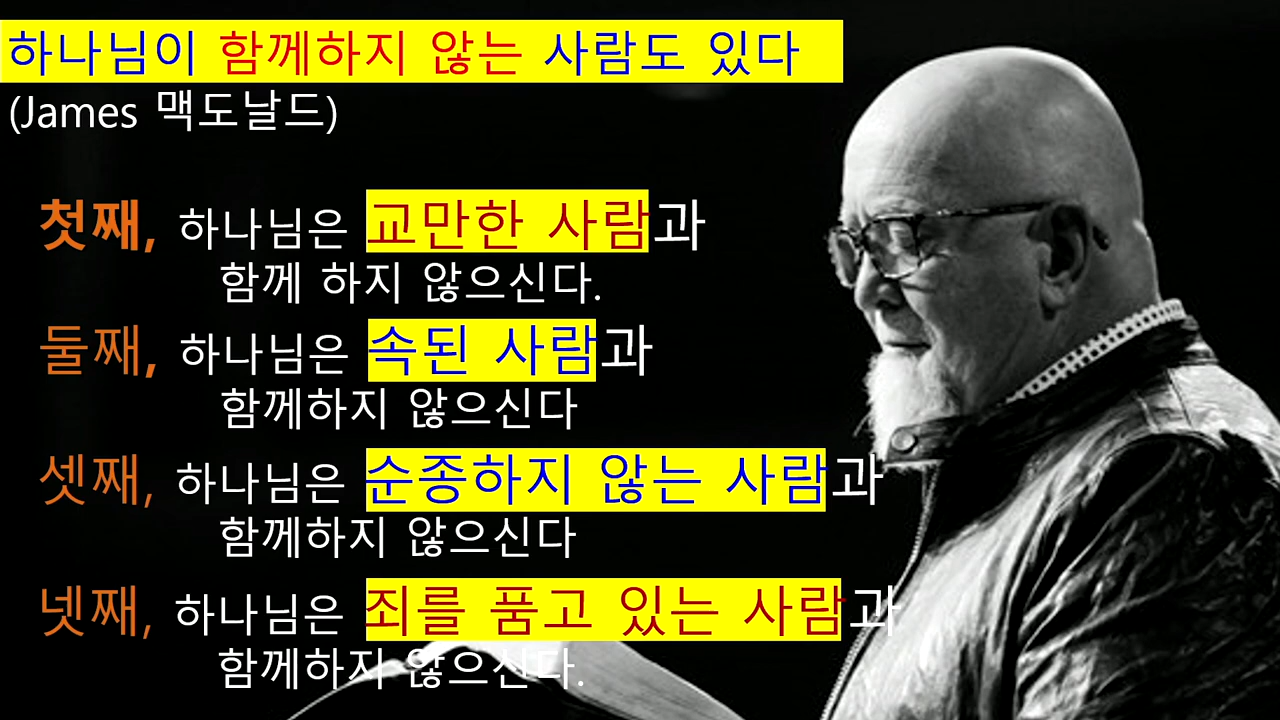 하나님이 함께하지 않는 사람도 있다
(James 맥도날드)
첫째, 하나님은 교만한 사람과
함께 하지 않으신다.
둘째, 하나님은 속된 사람과
함께하지 않으신다
셋째, 하나님은 순종하지 않는 사람과
함께하지 않으신다
넷째, 하나님은 죄를 품고 있는 사람과
함께하지 않으신다.